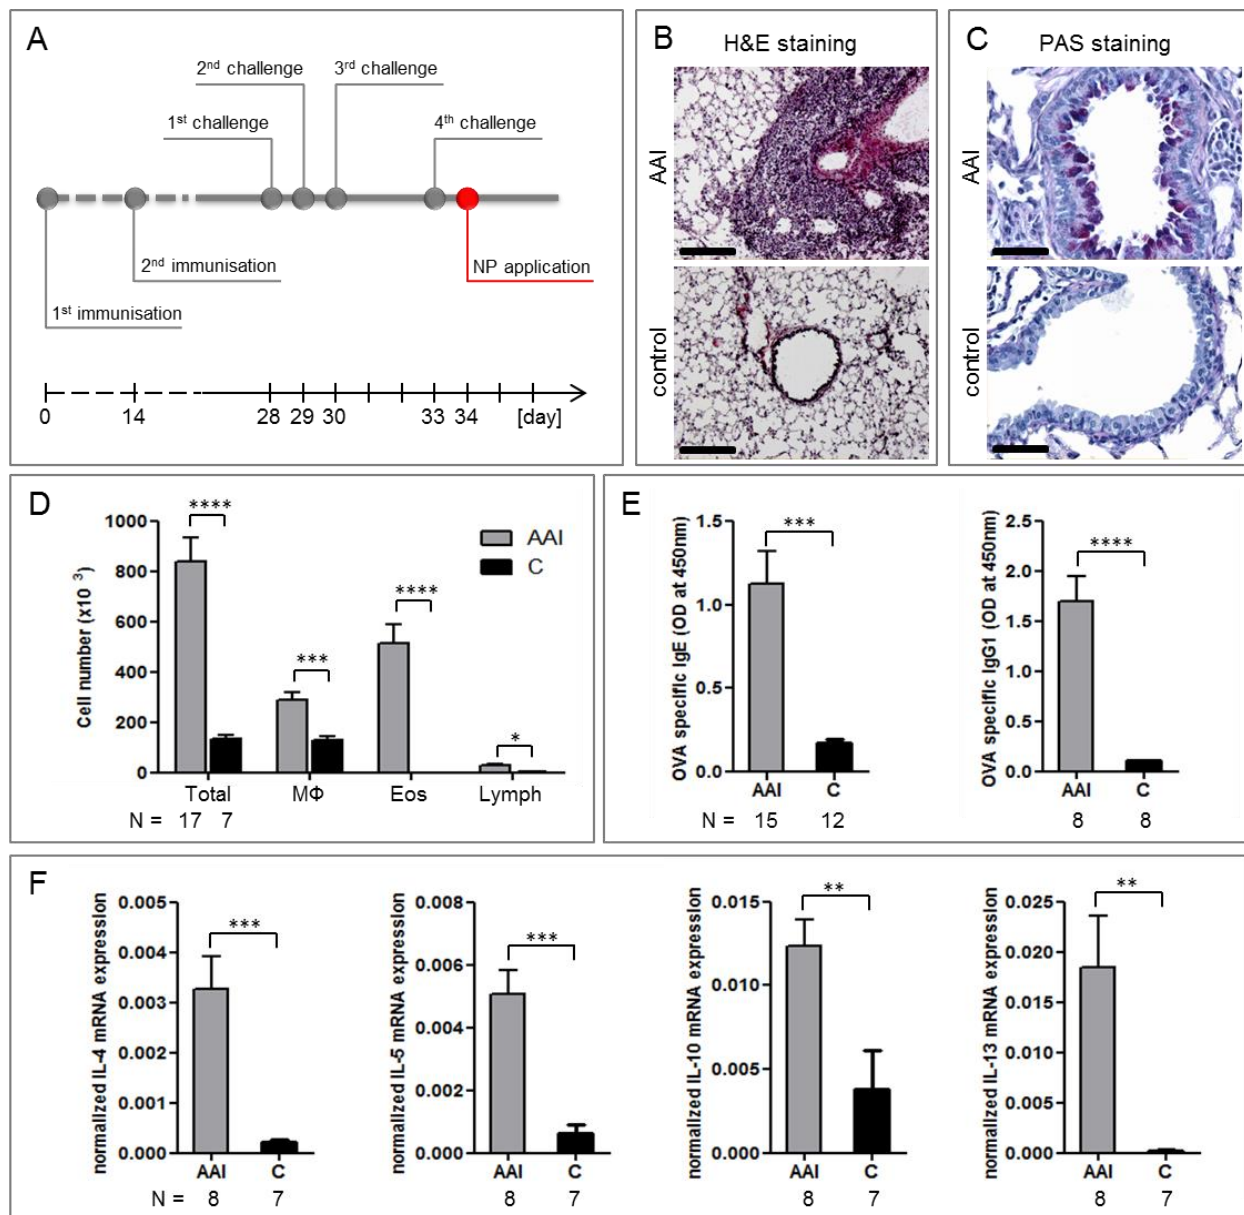 A
2nd challenge
3rd challenge
1st challenge
4th challenge
2nd immunisation
NP application
1st immunisation
0 14 28 29 30 33 34 [day]
B
H&E staining
AAI
control
C
PAS staining
AAI
control
D
Cell number (x10 3)
1000
800
600
400
200
0
****
***
****
*
AAI
C
Total MΦ Eos Lymph
N = 17 7
E
OVA specific IgE (OD at 450nm)
1.5
1.0
0.5
0.0
***
AAI C
N = 15 12
OVA specific IgG1 (OD at 450nm)
2.5
2.0
1.5
1.0
0.5
0.0
****
AAI C
8 8
F
normalized IL-4 mRNA expression
0.005
0.004
0.003
0.002
0.001
0.000
***
AAI C
N = 8 7
normalized IL-5 mRNA expression
0.008
0.006
0.004
0.002
0.000
***
AAI C
8 7
normalized IL-10 mRNA expression
0.015
0.010
0.005
0.000
**
AAI C
8 7
normalized IL-13 mRNA expression
0.025
0.020
0.015
0.010
0.005
0.000
**
AAI C
8 7